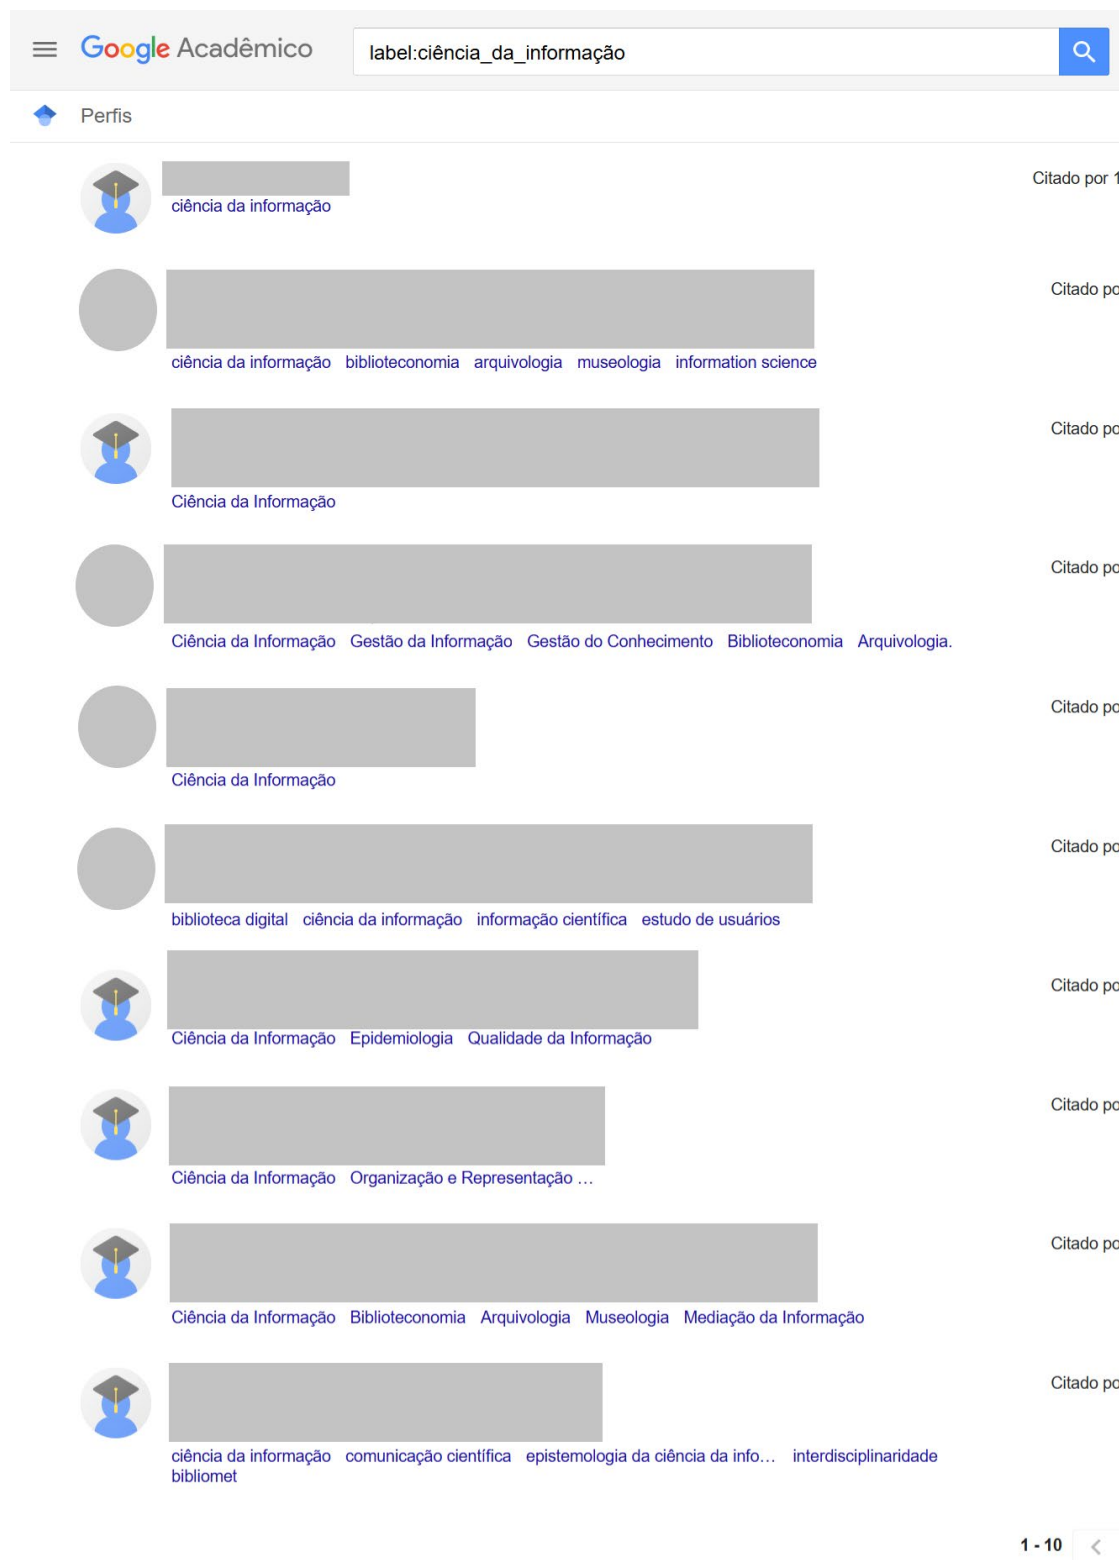 Google Acadêmico label:ciência_da_informação
Perfis
Citado por 1
ciência da informação
Citado po
ciência da informação biblioteconomia arquivologia museologia information science
Citado po
Ciência da Informação
Citado po
Ciência da Informação Gestão da Informação Gestão do Conhecimento Biblioteconomia Arquivologia.
Citado po
Ciência da Informação
Citado po
biblioteca digital ciência da informação informação científica estudo de usuários
Citado po
Ciência da Informação Epidemiologia Qualidade da Informação
Citado po
Ciência da Informação Organização e Representação …
Citado po
Ciência da Informação Biblioteconomia Arquivologia Museologia Mediação da Informação
Citado po
ciência da informação comunicação científica epistemologia da ciência da info… interdisciplinaridade
bibliomet
1 - 10